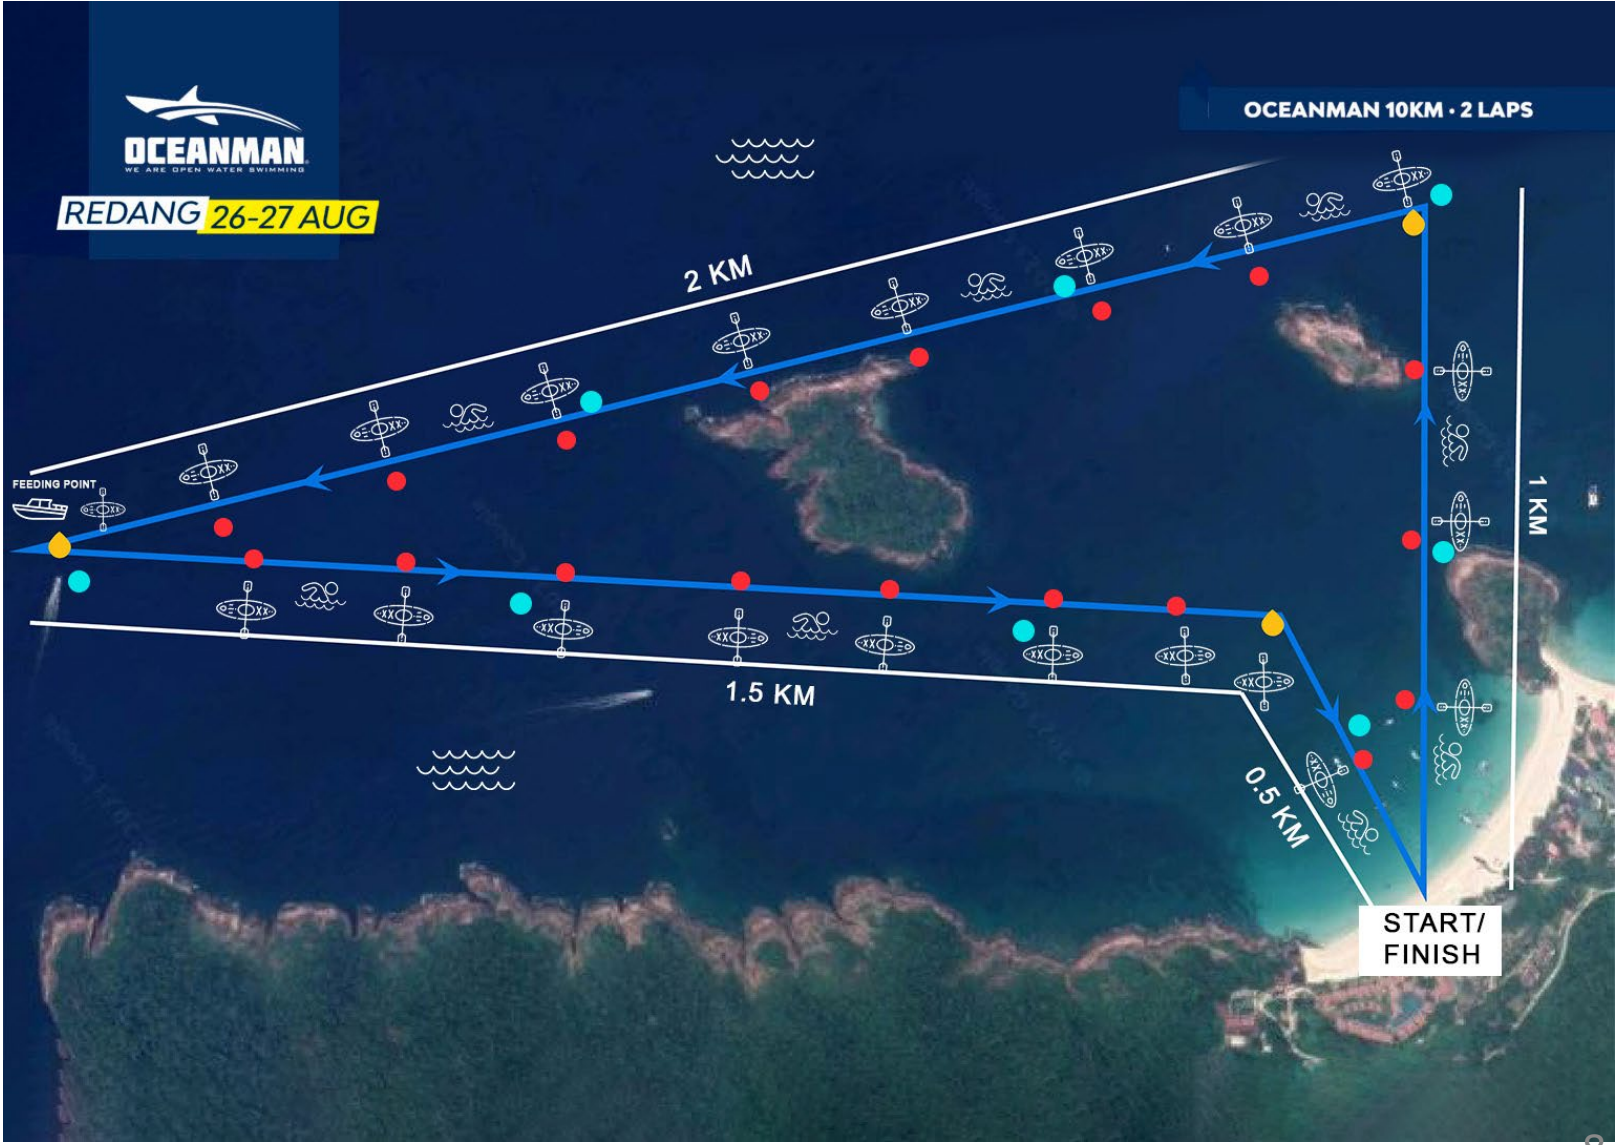 OCEANMAN
WE ARE OPEN WATER SWIMMING
REDANG 26-27 AUG
OCEANMAN 10KM · 2 LAPS
2 KM
FEEDING POINT
1 KM
1.5 KM
0.5 KM
START/
FINISH